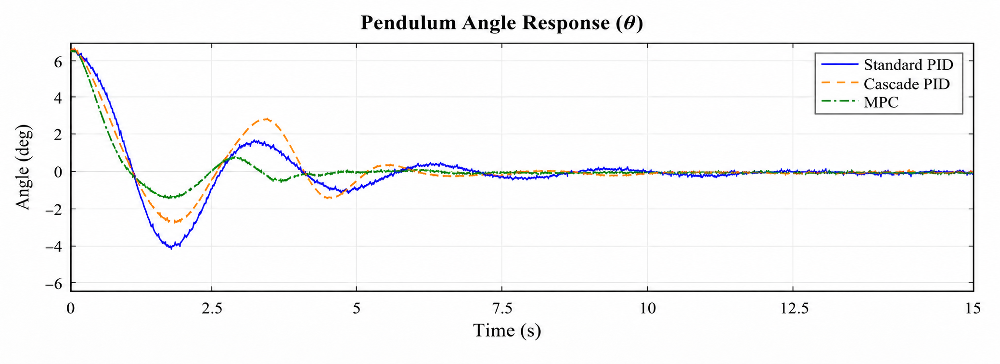 Pendulum Angle Response (θ)
Standard PID
Cascade PID
MPC
Angle (deg)
6
4
2
0
−2
−4
−6
0 2.5 5 7.5 10 12.5 15
Time (s)